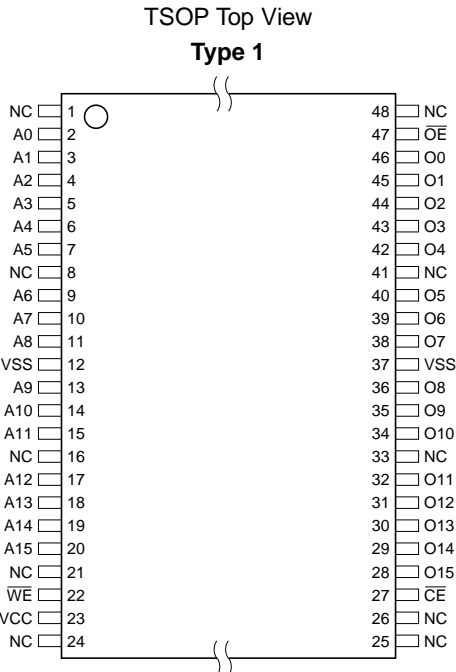 TSOP Top View
Type 1
NC 1 48 NC
A0 2 47 O̅E̅
A1 3 46 O0
A2 4 45 O1
A3 5 44 O2
A4 6 43 O3
A5 7 42 O4
NC 8 41 NC
A6 9 40 O5
A7 10 39 O6
A8 11 38 O7
VSS 12 37 VSS
A9 13 36 O8
A10 14 35 O9
A11 15 34 O10
NC 16 33 NC
A12 17 32 O11
A13 18 31 O12
A14 19 30 O13
A15 20 29 O14
NC 21 28 O15
W̅E̅ 22 27 C̅E̅
VCC 23 26 NC
NC 24 25 NC